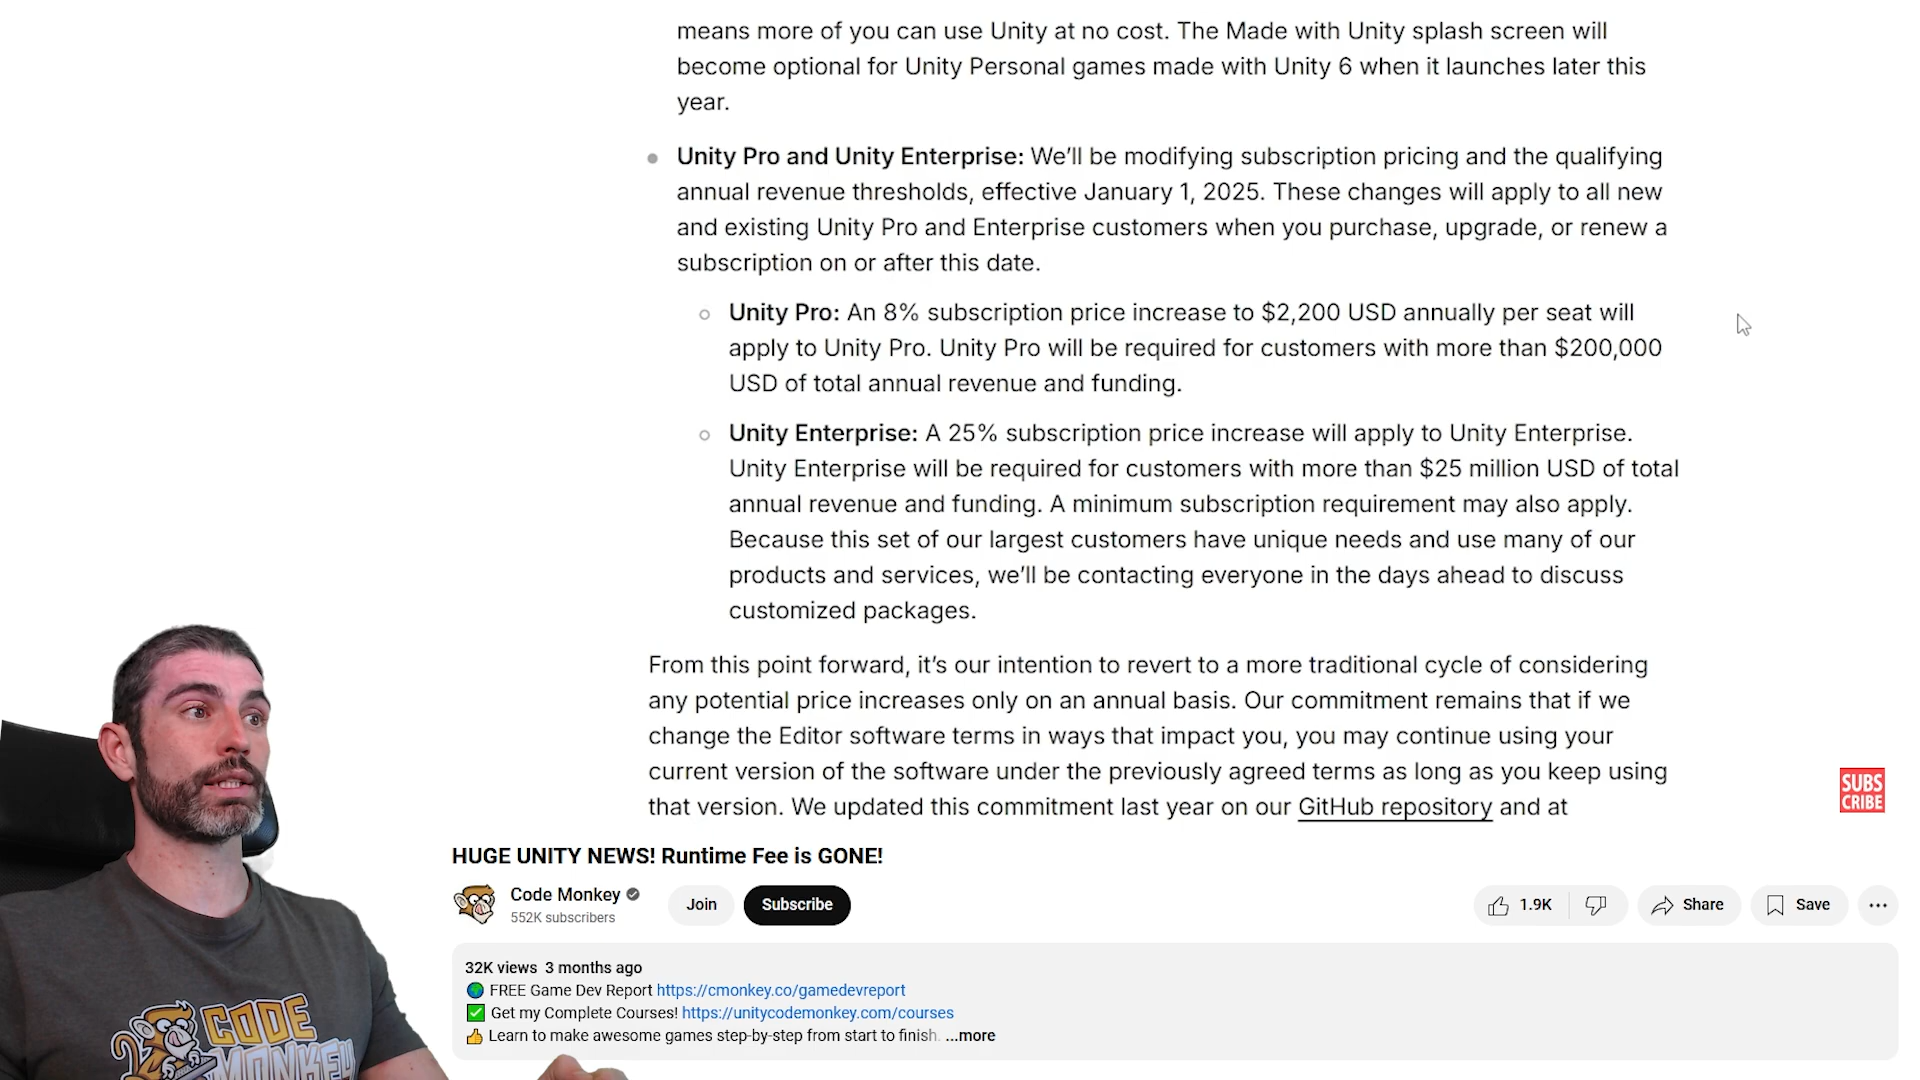 means more of you can use Unity at no cost. The Made with Unity splash screen will
become optional for Unity Personal games made with Unity 6 when it launches later this
year.
Unity Pro and Unity Enterprise: We’ll be modifying subscription pricing and the qualifying
annual revenue thresholds, effective January 1, 2025. These changes will apply to all new
and existing Unity Pro and Enterprise customers when you purchase, upgrade, or renew a
subscription on or after this date.
Unity Pro: An 8% subscription price increase to $2,200 USD annually per seat will
apply to Unity Pro. Unity Pro will be required for customers with more than $200,000
USD of total annual revenue and funding.
Unity Enterprise: A 25% subscription price increase will apply to Unity Enterprise.
Unity Enterprise will be required for customers with more than $25 million USD of total
annual revenue and funding. A minimum subscription requirement may also apply.
Because this set of our largest customers have unique needs and use many of our
products and services, we’ll be contacting everyone in the days ahead to discuss
customized packages.
From this point forward, it’s our intention to revert to a more traditional cycle of considering
any potential price increases only on an annual basis. Our commitment remains that if we
change the Editor software terms in ways that impact you, you may continue using your
current version of the software under the previously agreed terms as long as you keep using
that version. We updated this commitment last year on our GitHub repository and at
SUBS
CRIBE
HUGE UNITY NEWS! Runtime Fee is GONE!
Code Monkey
552K subscribers
Join
Subscribe
1.9K
Share
Save
32K views 3 months ago
FREE Game Dev Report https://cmonkey.co/gamedevreport
Get my Complete Courses! https://unitycodemonkey.com/courses
Learn to make awesome games step-by-step from start to finish. ...more
CODE
MONKEY